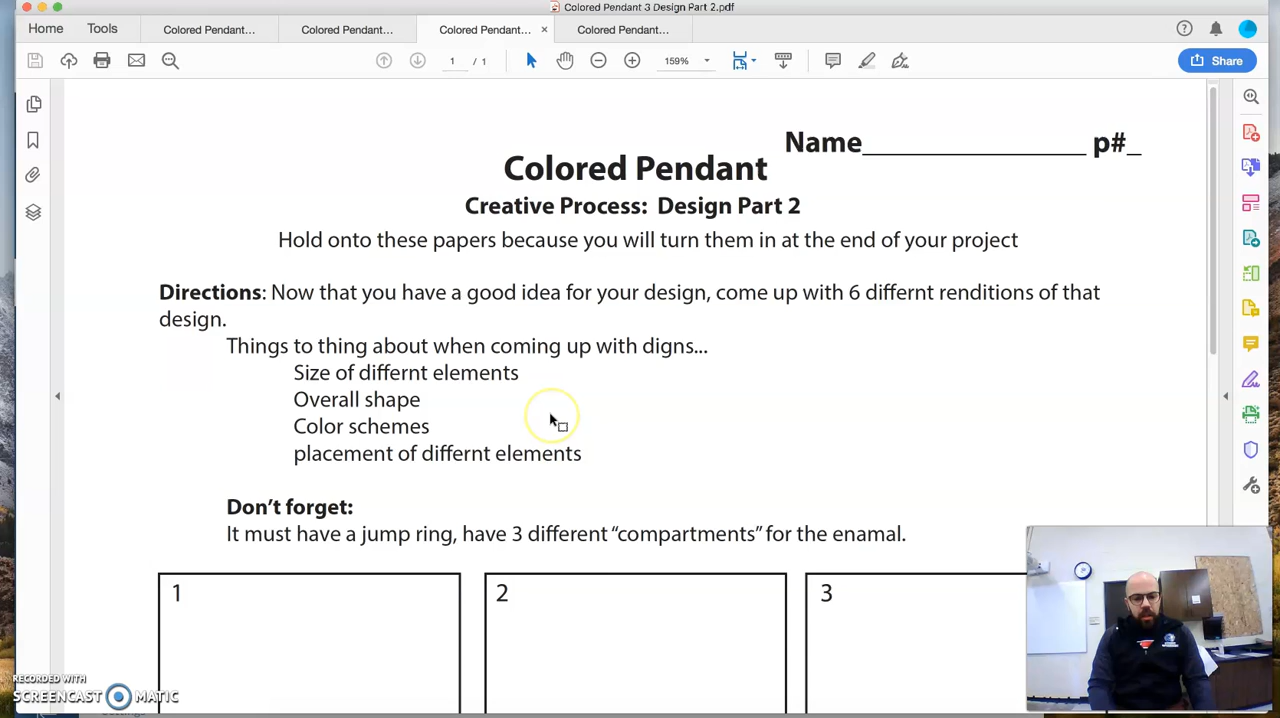 Colored Pendant 3 Design Part 2.pdf
Home Tools Colored Pendant... Colored Pendant... Colored Pendant... × Colored Pendant...
1 / 1 159% Share
Name________________ p#_
Colored Pendant
Creative Process: Design Part 2
Hold onto these papers because you will turn them in at the end of your project
Directions: Now that you have a good idea for your design, come up with 6 differnt renditions of that
design.
Things to thing about when coming up with digns...
Size of differnt elements
Overall shape
Color schemes
placement of differnt elements
Don't forget:
It must have a jump ring, have 3 different “compartments” for the enamal.
1 2 3
RECORDED WITH
SCREENCAST MATIC